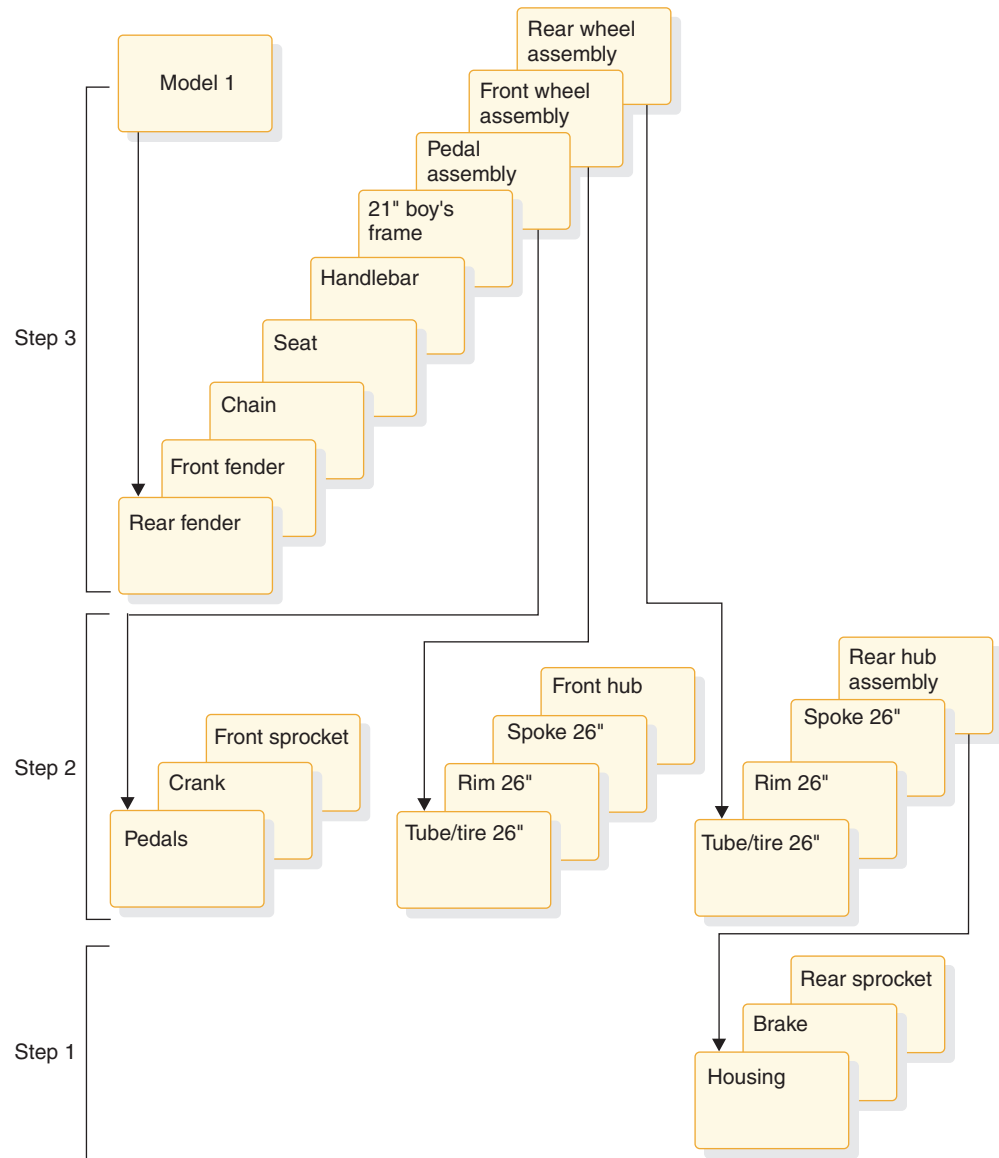 Rear wheel
assembly
Model 1
Front wheel
assembly
Pedal
assembly
21" boy's
frame
Handlebar
Step 3
Seat
Chain
Front fender
Rear fender
Rear hub
assembly
Front hub
Spoke 26"
Front sprocket
Spoke 26"
Step 2
Crank
Rim 26"
Rim 26"
Pedals
Tube/tire 26"
Tube/tire 26"
Rear sprocket
Brake
Step 1
Housing